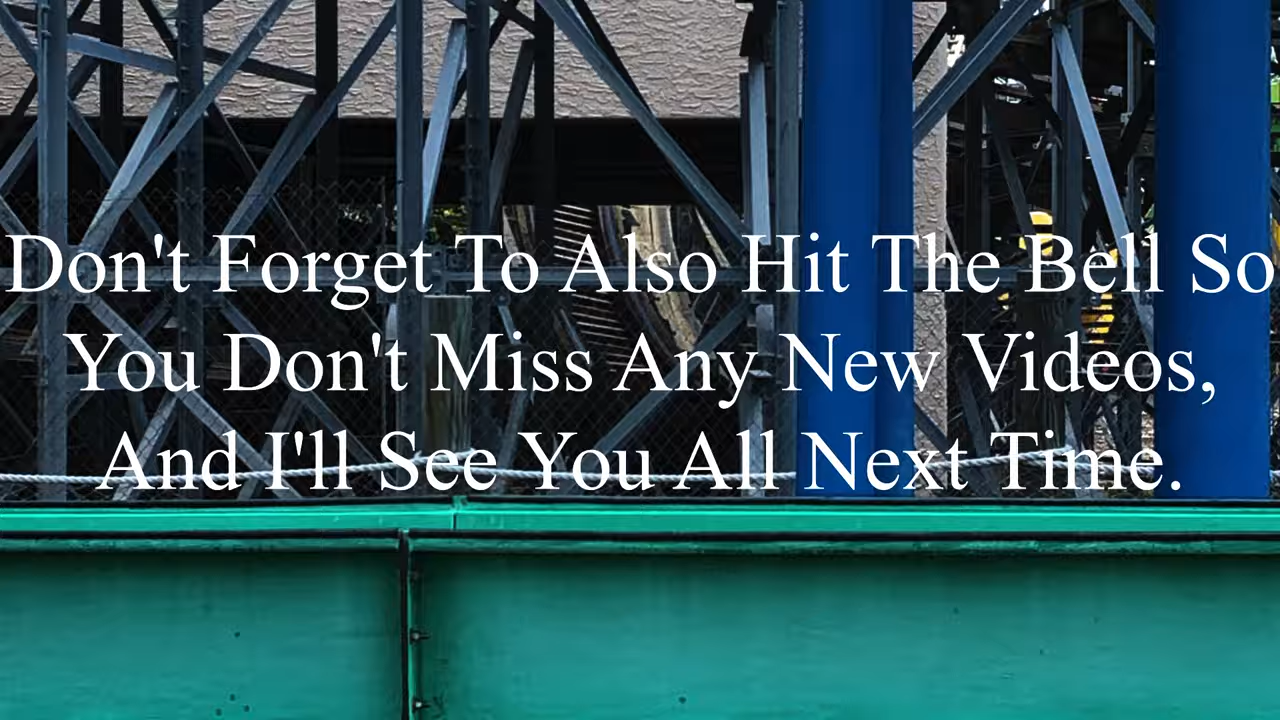 Don't Forget To Also Hit The Bell So
You Don't Miss Any New Videos,
And I'll See You All Next Time.